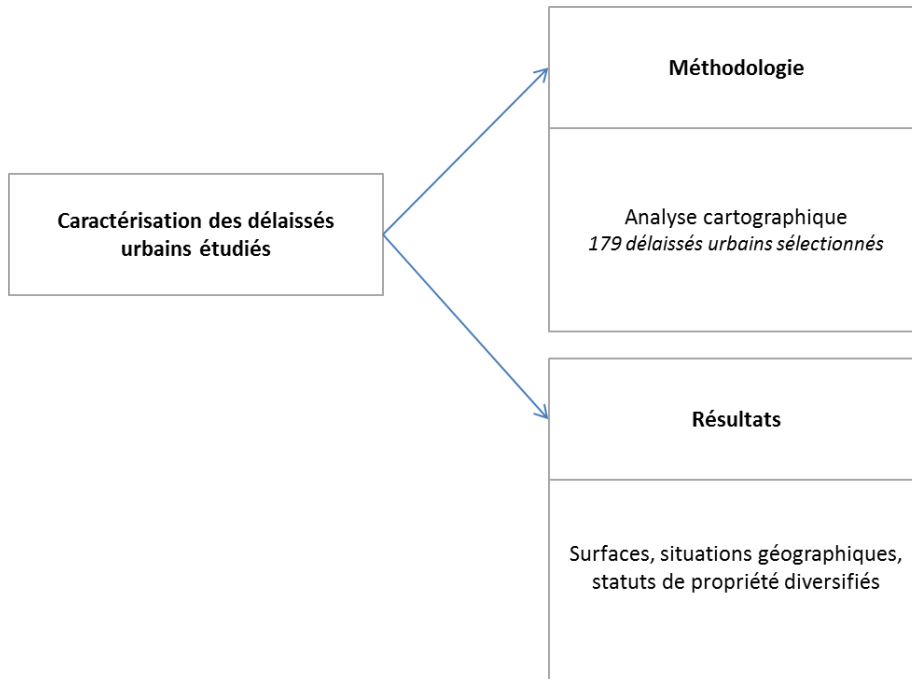 Caractérisation des délaissés
urbains étudiés
Méthodologie
Analyse cartographique
179 délaissés urbains sélectionnés
Résultats
Surfaces, situations géographiques,
statuts de propriété diversifiés